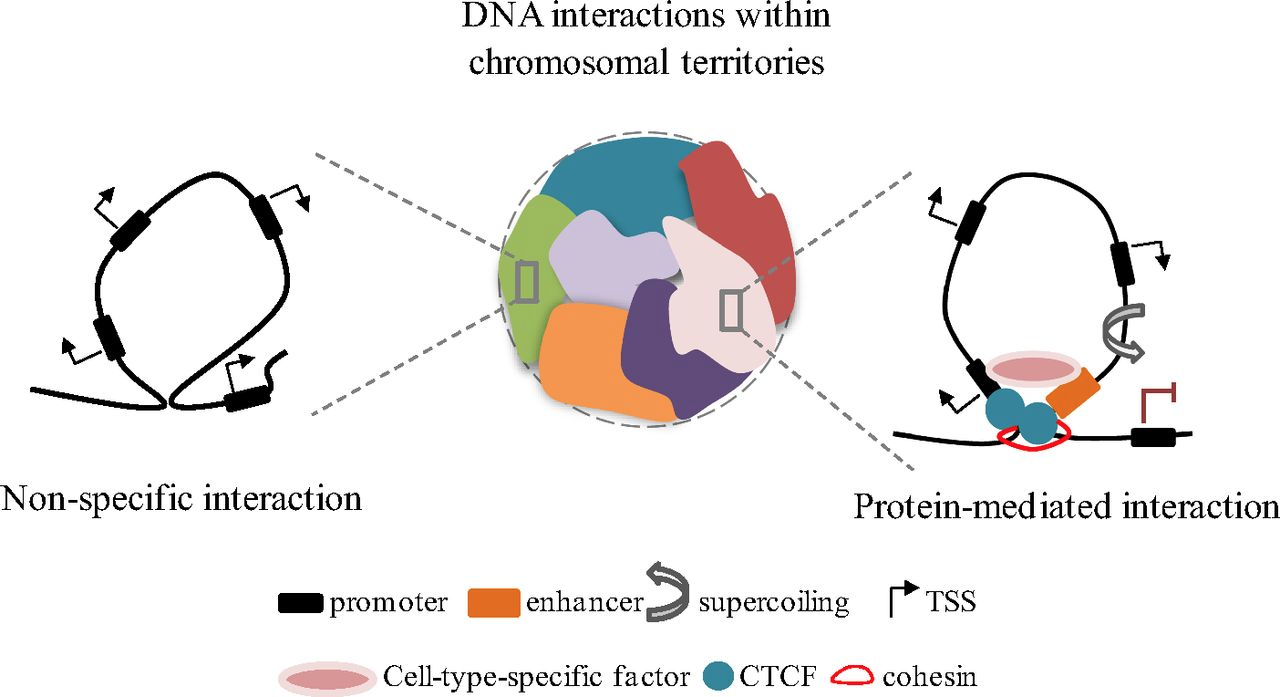 DNA interactions within
chromosomal territories
Non-specific interaction
Protein-mediated interaction
promoter
enhancer
supercoiling
TSS
Cell-type-specific factor
CTCF
cohesin